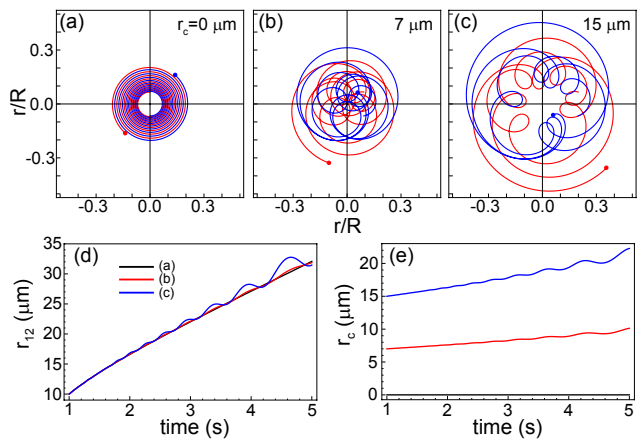 (a) r_c=0 μm
(b) 7 μm
(c) 15 μm
r/R
0.3
0.0
-0.3
-0.3 0.0 0.3
-0.3 0.0 0.3
-0.3 0.0 0.3
r/R
(d)
(a)
(b)
(c)
r_12 (μm)
35
30
25
20
15
10
1 2 3 4 5
time (s)
(e)
r_c (μm)
20
15
10
5
0
1 2 3 4 5
time (s)